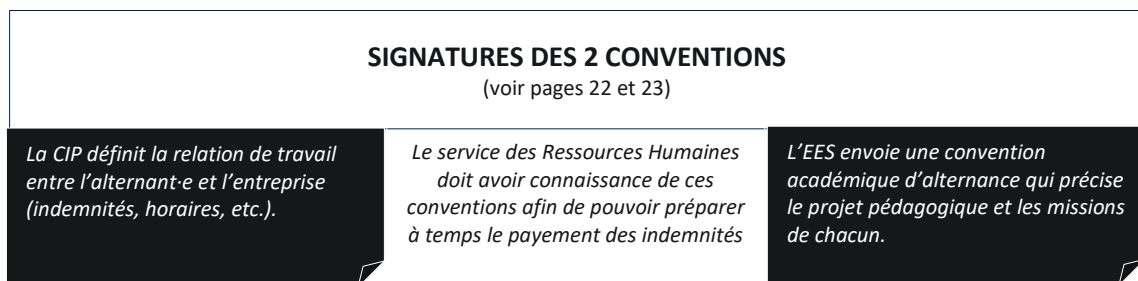 SIGNATURES DES 2 CONVENTIONS
(voir pages 22 et 23)
La CIP définit la relation de travail
entre l’alternant·e et l’entreprise
(indemnités, horaires, etc.).
Le service des Ressources Humaines
doit avoir connaissance de ces
conventions afin de pouvoir préparer
à temps le payement des indemnités
L’EES envoie une convention
académique d’alternance qui précise
le projet pédagogique et les missions
de chacun.